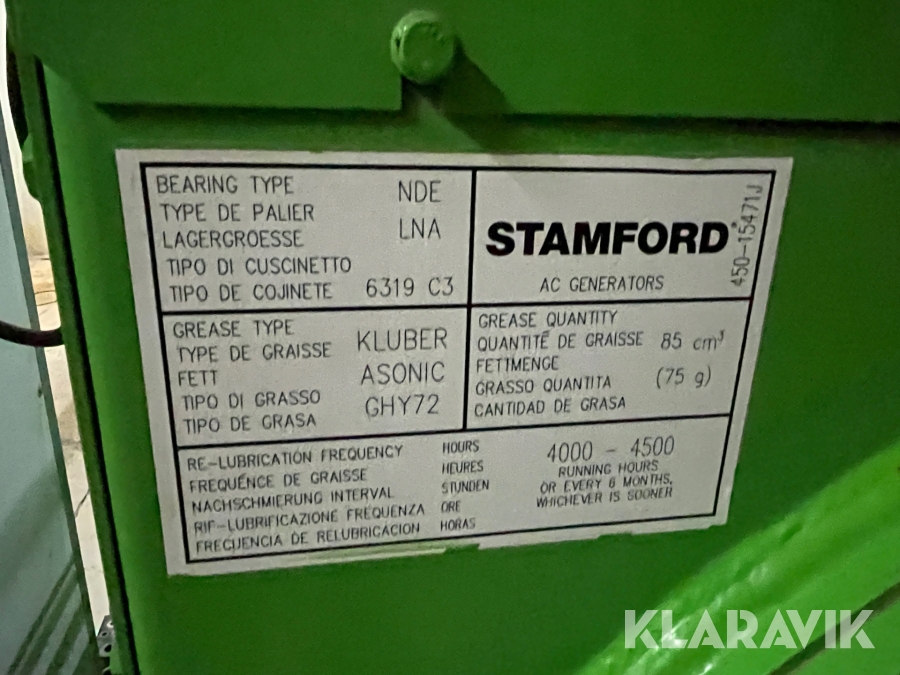 BEARING TYPE NDE
TYPE DE PALIER LNA
LAGERGROESSE
TIPO DI CUSCINETTO
TIPO DE COJINETE 6319 C3
STAMFORD
AC GENERATORS
450-15471J
GREASE TYPE KLUBER
TYPE DE GRAISSE ASONIC
FETT GHY72
TIPO DI GRASSO
TIPO DE GRASA
GREASE QUANTITY
QUANTITÉ DE GRAISSE 85 cm³
FETTMENGE (75 g)
GRASSO QUANTITA
CANTIDAD DE GRASA
RE-LUBRICATION FREQUENCY HOURS
FREQUÉNCE DE GRAISSE HEURES
NACHSCHMIERUNG INTERVAL STUNDEN
RIF-LUBRIFICAZIONE FREQUENZA ORE
FRECUENCIA DE RELUBRICACION HORAS
4000 - 4500
RUNNING HOURS
OR EVERY 6 MONTHS,
WHICHEVER IS SOONER
KLARAVIK